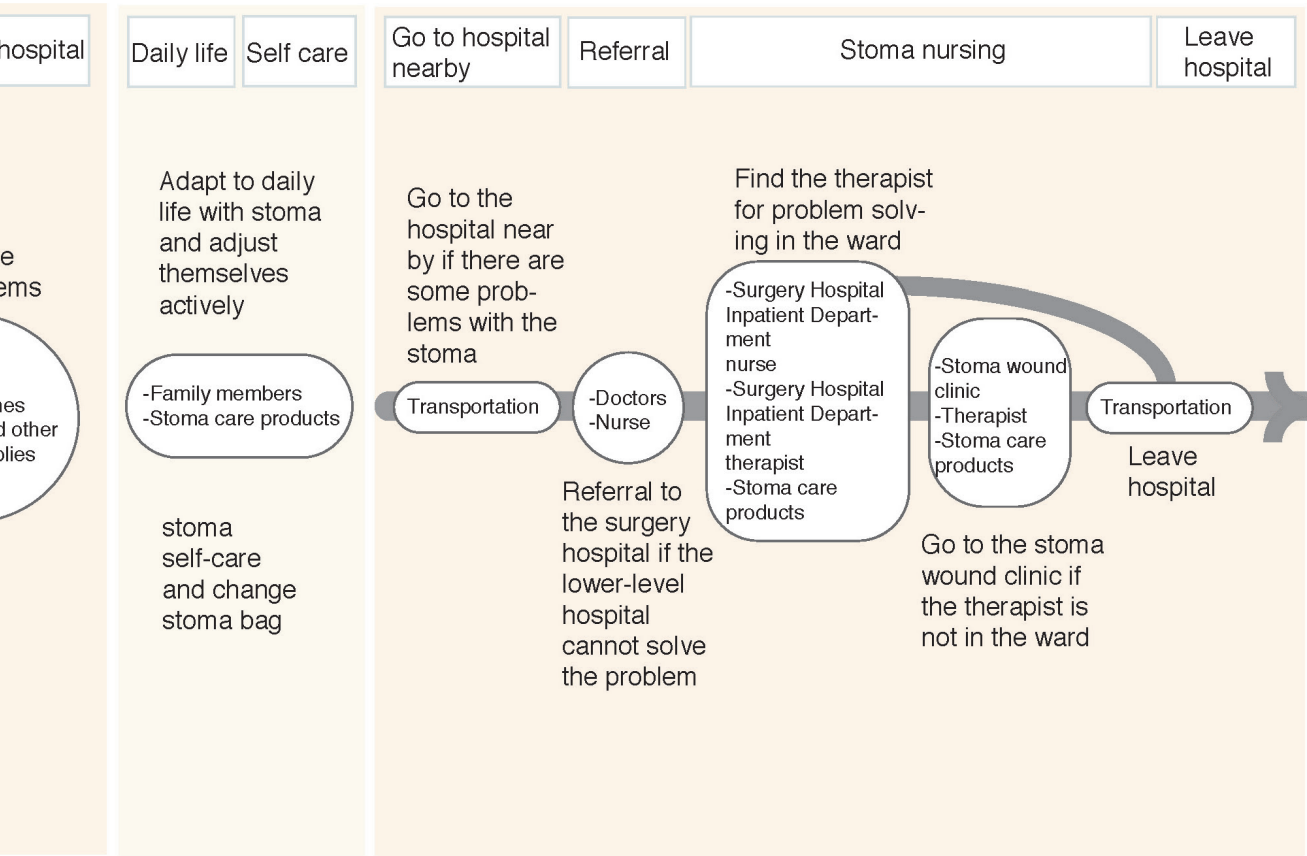 hospital
Daily life
Self care
Go to hospital
nearby
Referral
Stoma nursing
Leave
hospital
Adapt to daily
life with stoma
and adjust
themselves
actively
-Family members
-Stoma care products
stoma
self-care
and change
stoma bag
Go to the
hospital near
by if there are
some prob-
lems with the
stoma
Transportation
-Doctors
-Nurse
Referral to
the surgery
hospital if the
lower-level
hospital
cannot solve
the problem
Find the therapist
for problem solv-
ing in the ward
-Surgery Hospital
Inpatient Depart-
ment
nurse
-Surgery Hospital
Inpatient Depart-
ment
therapist
-Stoma care
products
-Stoma wound
clinic
-Therapist
-Stoma care
products
Go to the stoma
wound clinic if
the therapist is
not in the ward
Transportation
Leave
hospital
other